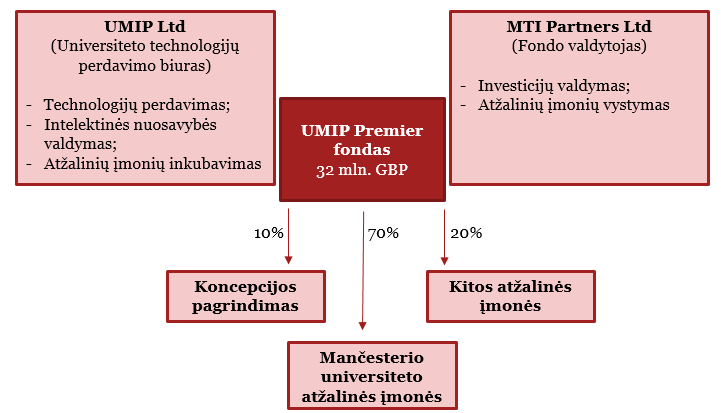 UMIP Ltd
(Universiteto technologijų
perdavimo biuras)
- Technologijų perdavimas;
- Intelektinės nuosavybės
valdymas;
- Atžalinių įmonių inkubavimas
MTI Partners Ltd
(Fondo valdytojas)
- Investicijų valdymas;
- Atžalinių įmonių vystymas
UMIP Premier
fondas
32 mln. GBP
10%
70%
20%
Koncepcijos
pagrindimas
Kitos atžalinės
įmonės
Mančesterio
universiteto
atžalinės įmonės